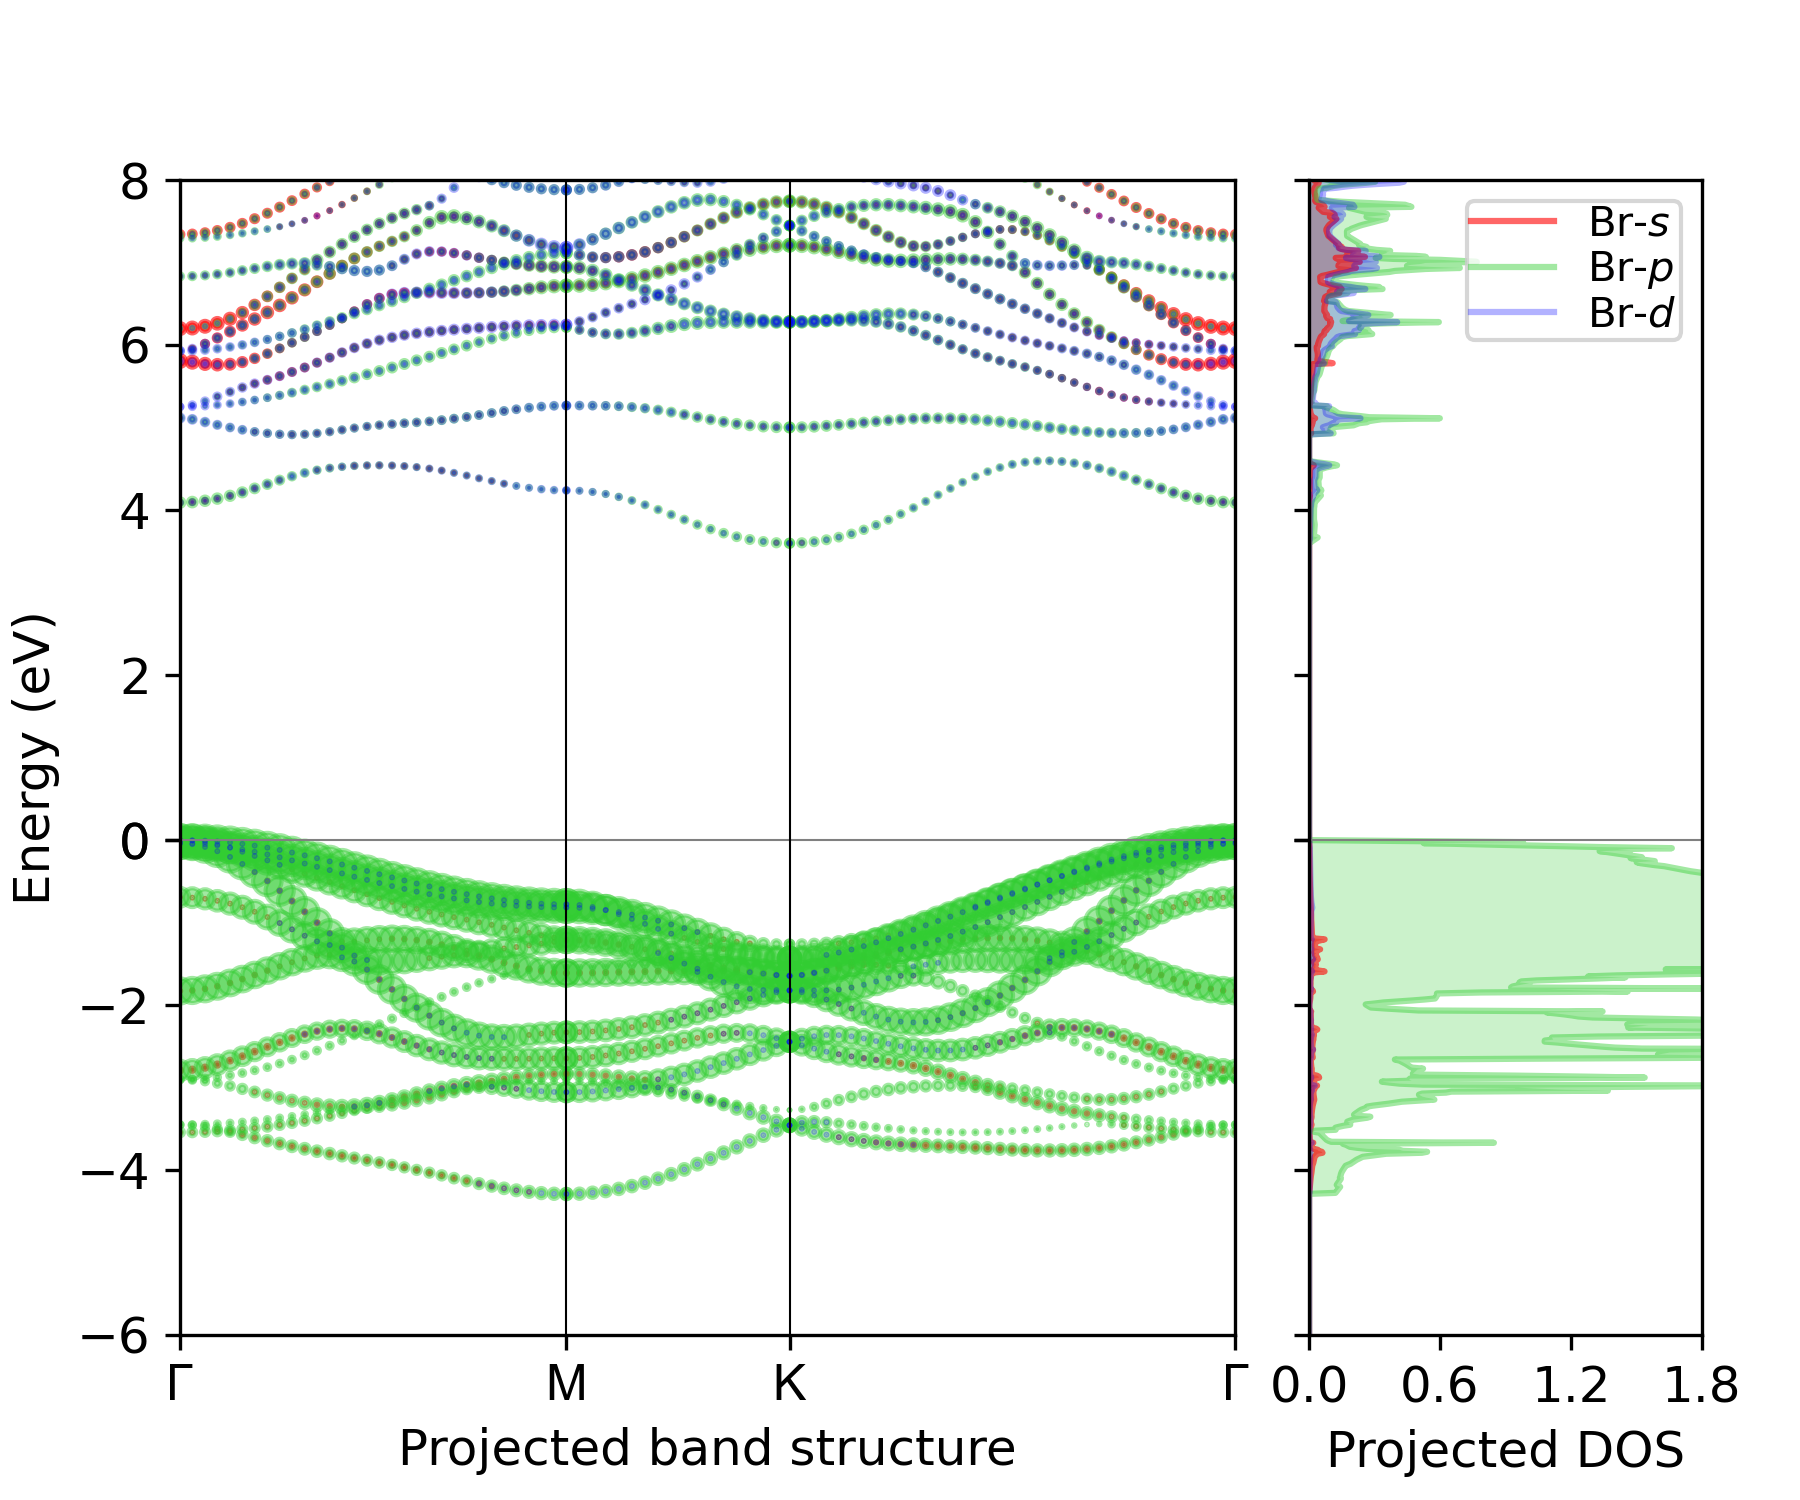 8
6
4
2
0
−2
−4
−6
Energy (eV)
Γ M K Γ
Projected band structure
Br-s
Br-p
Br-d
0.0 0.6 1.2 1.8
Projected DOS